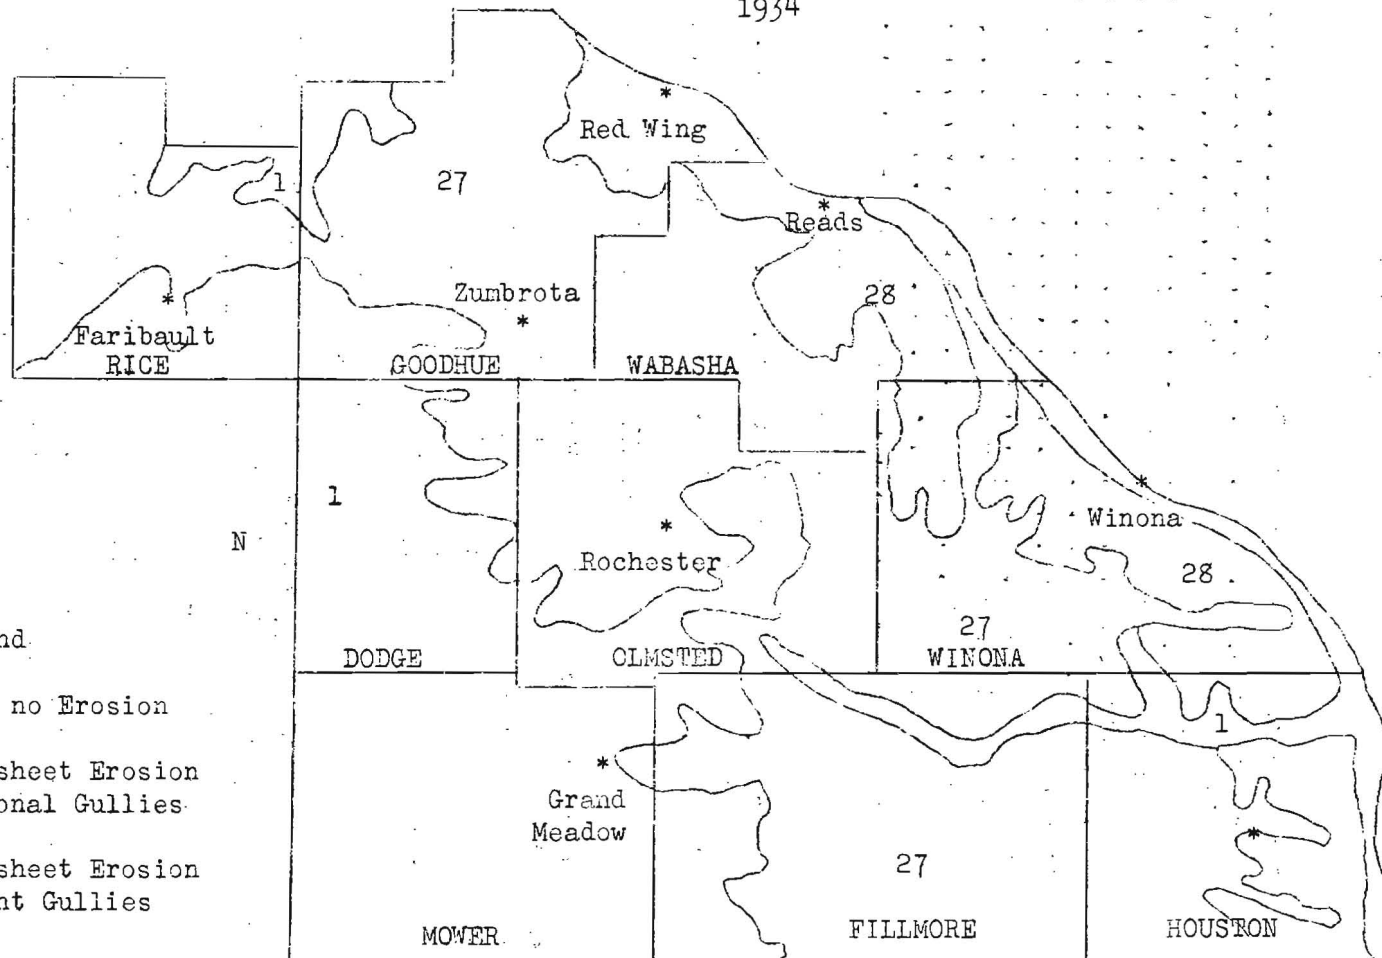 1934
Red Wing
1
27
Reads
Zumbrota
28
Faribault
RICE
GOODHUE
WABASHA
1
N
Winona
Rochester
28
27
nd
DODGE
OLMSTED
WINONA
no Erosion
1
sheet Erosion
onal Gullies
Grand
Meadow
sheet Erosion
nt Gullies
27
MOWER
FILLMORE
HOUSTON